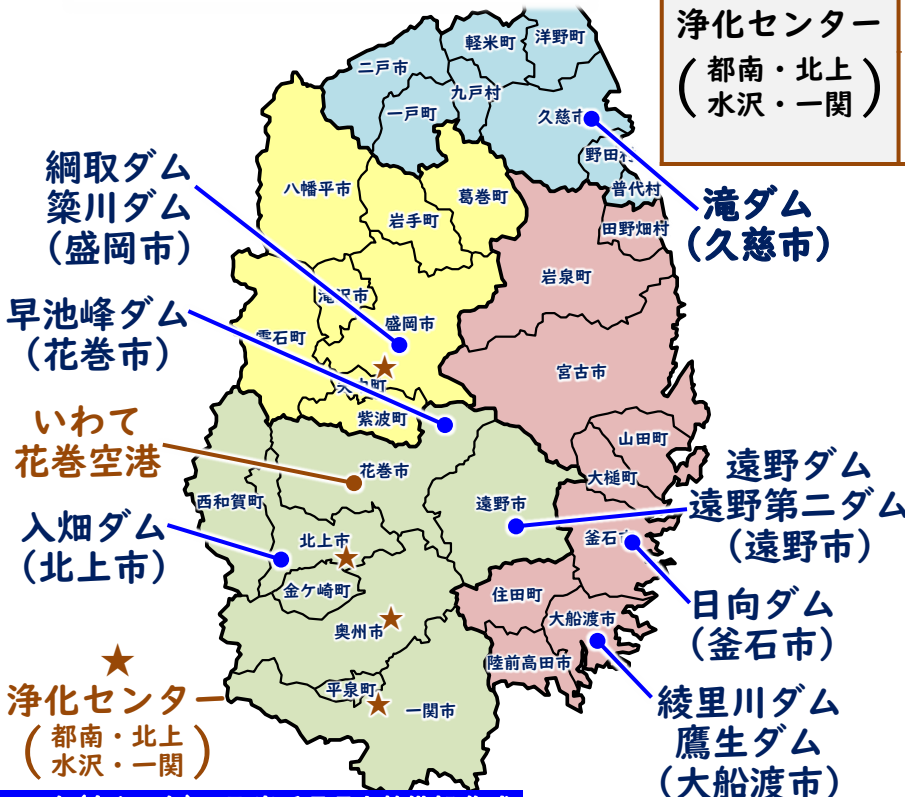 浄化センター
(都南・北上
水沢・一関)
洋野町
軽米町
二戸市
九戸村
一戸町
久慈市
野田村
普代村
綱取ダム
簗川ダム
(盛岡市)
八幡平市
葛巻町
岩手町
滝ダム
(久慈市)
田野畑村
岩泉町
早池峰ダム
(花巻市)
滝沢市
盛岡市
雫石町
矢巾町
紫波町
宮古市
いわて
花巻空港
山田町
大槌町
花巻市
西和賀町
遠野市
遠野ダム
遠野第二ダム
(遠野市)
入畑ダム
(北上市)
北上市
釜石市
金ケ崎町
住田町
大船渡市
日向ダム
(釜石市)
奥州市
陸前高田市
★
浄化センター
(都南・北上
水沢・一関)
平泉町
一関市
綾里川ダム
鷹生ダム
(大船渡市)